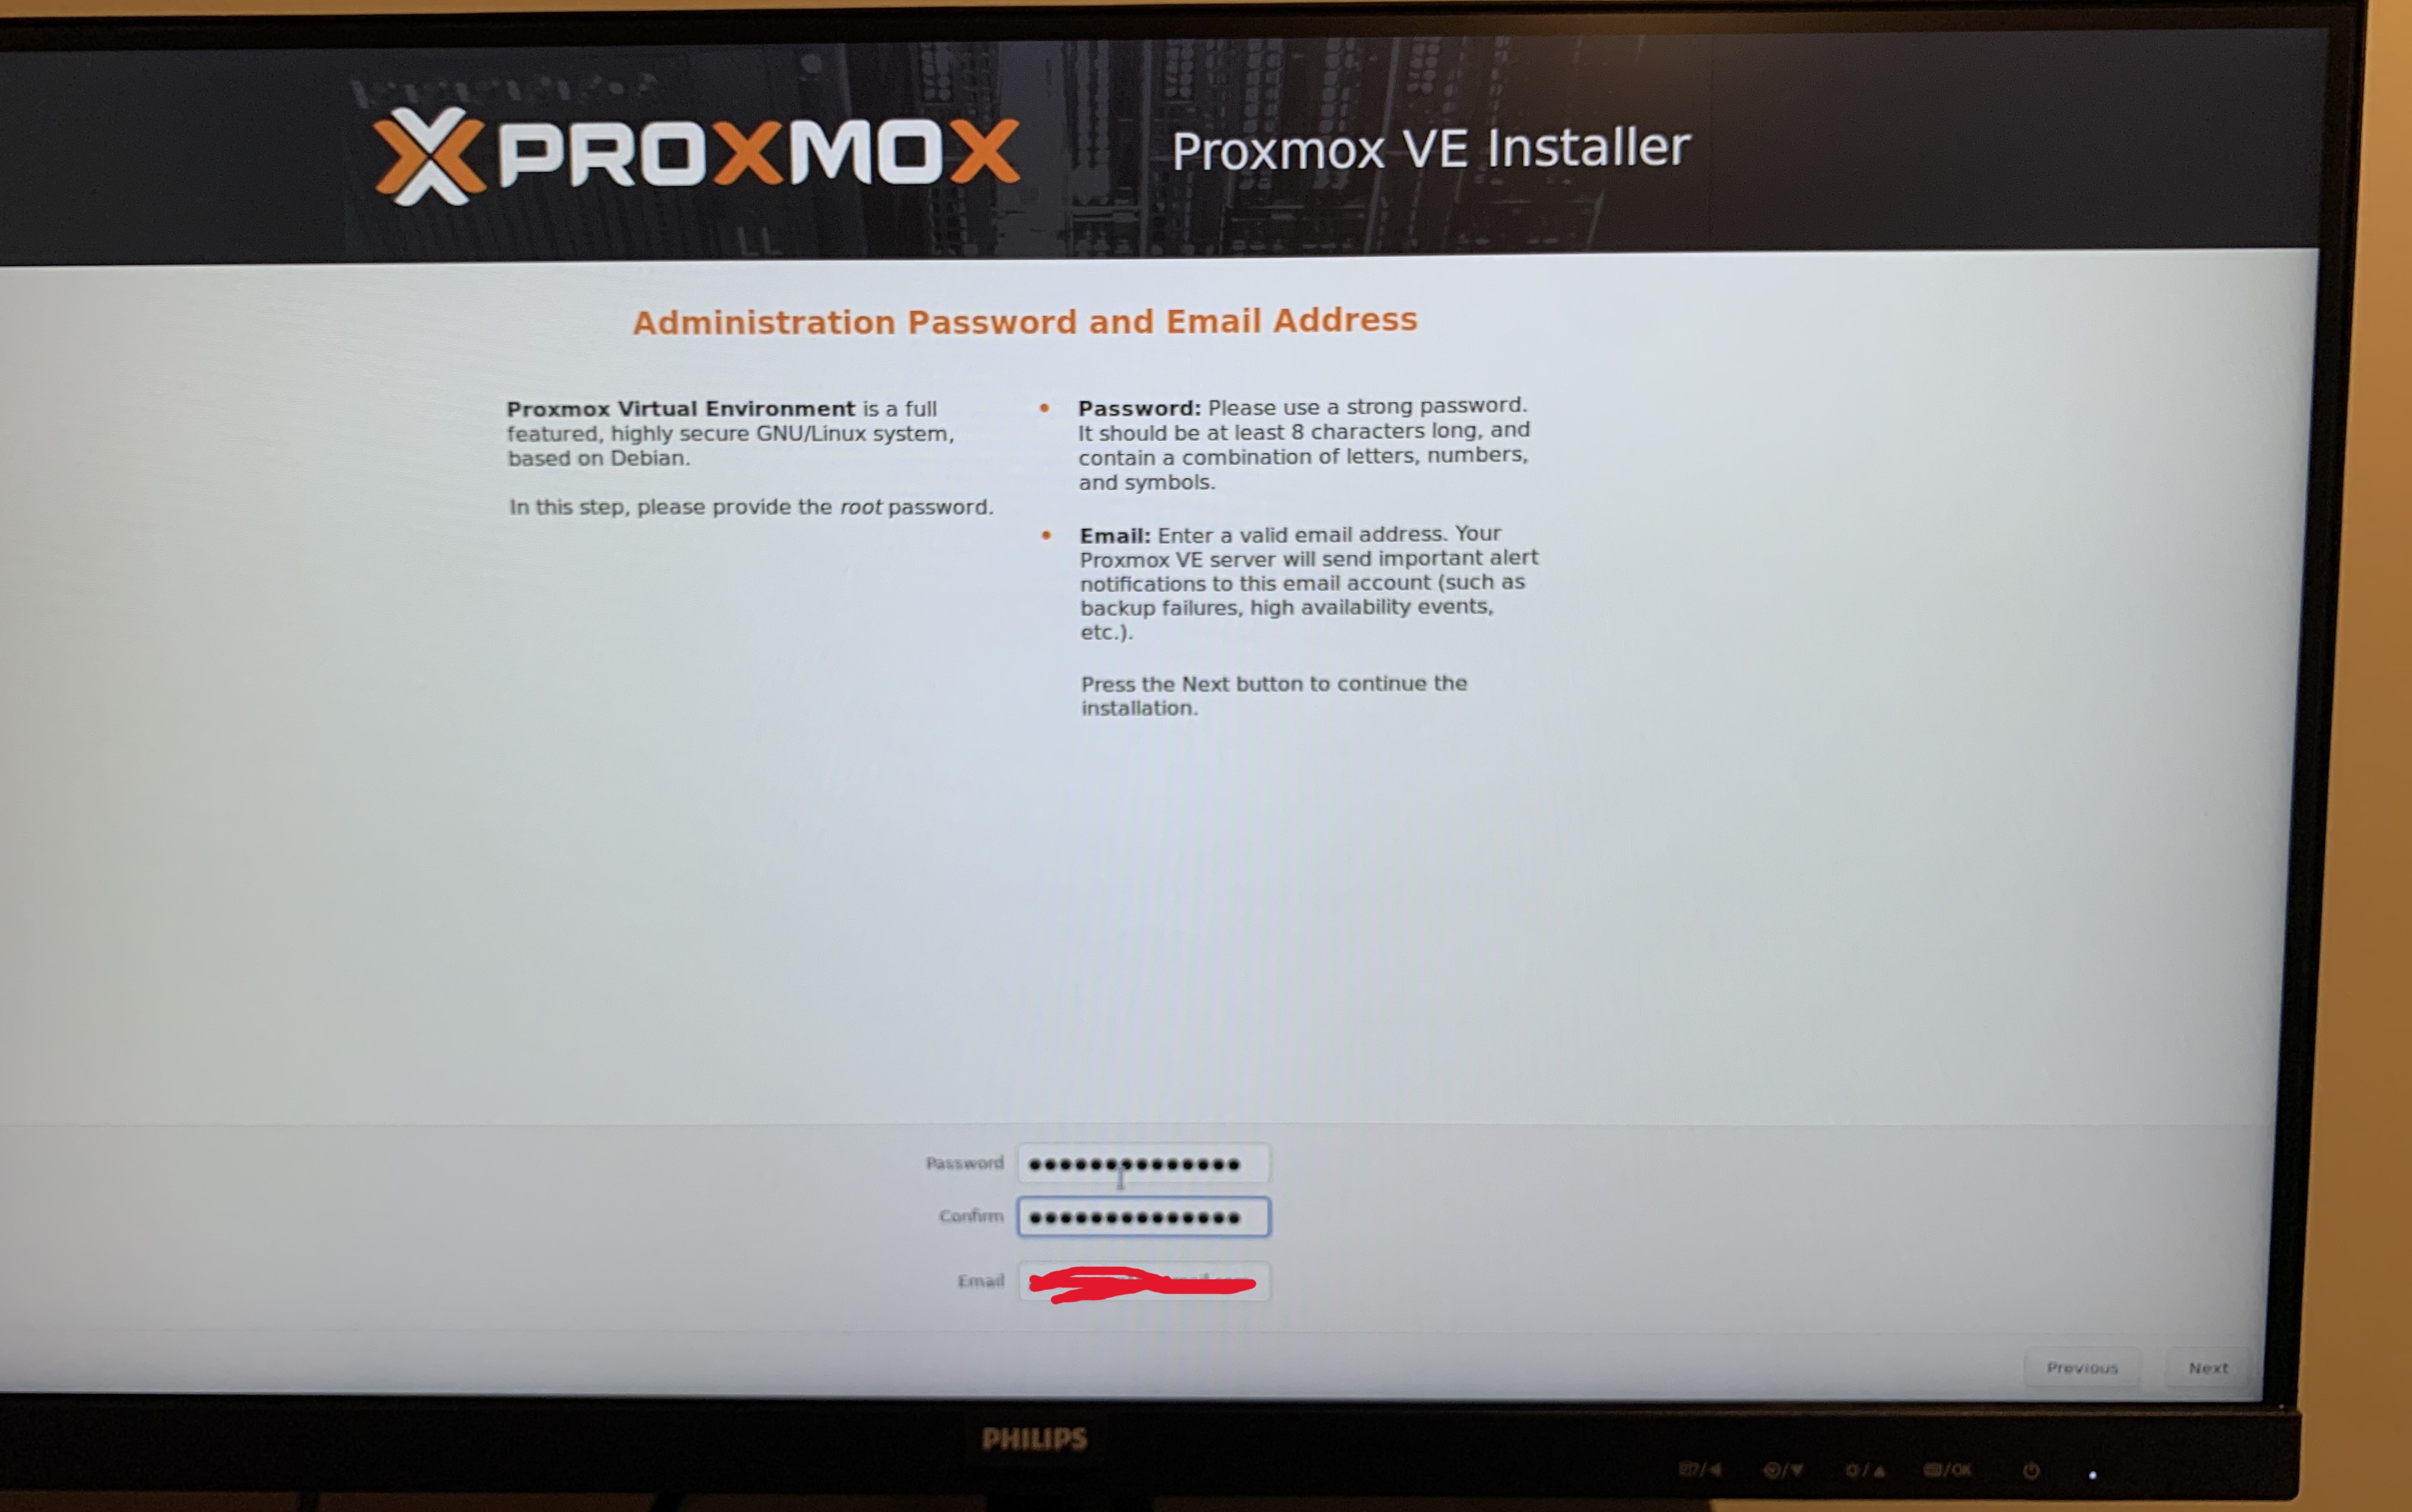 PROXMOX
Proxmox VE Installer
Administration Password and Email Address
Proxmox Virtual Environment is a full
featured, highly secure GNU/Linux system,
based on Debian.
In this step, please provide the root password.
• Password: Please use a strong password.
It should be at least 8 characters long, and
contain a combination of letters, numbers,
and symbols.
• Email: Enter a valid email address. Your
Proxmox VE server will send important alert
notifications to this email account (such as
backup failures, high availability events,
etc.).
Press the Next button to continue the
installation.
Password ●●●●●●●●●●●●●●
Confirm ●●●●●●●●●●●●●●
Email
Previous
Next
PHILIPS
/OK